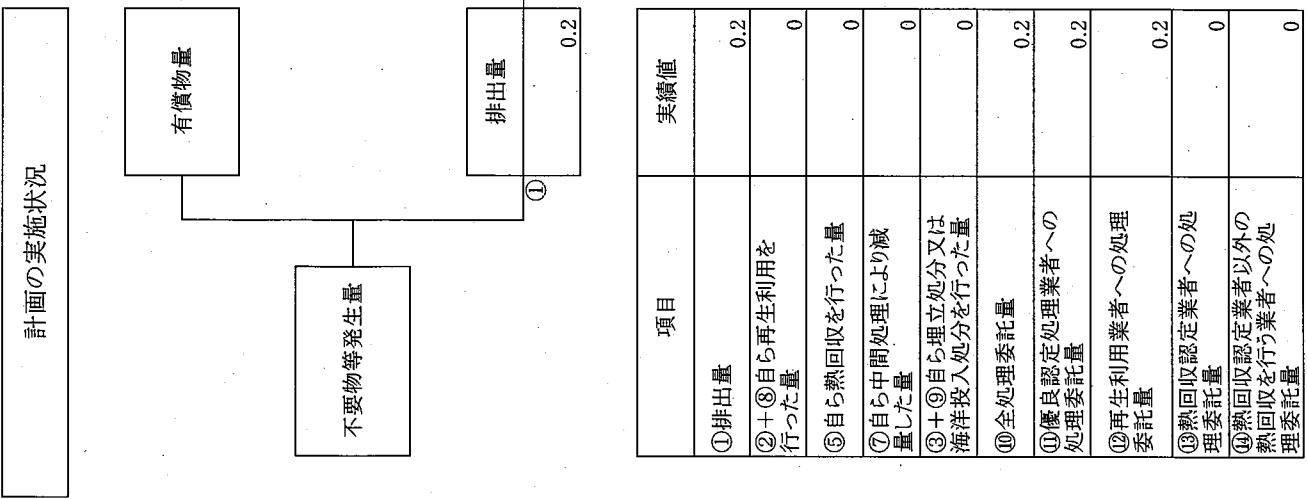 計画の実施状況
有償物量
不要物等発生量
排出量
①
0.2
項目
実績値
①排出量
0.2
②+⑧自ら再生利用を
行った量
0
⑤自ら熱回収を行った量
0
⑦自ら中間処理により減
量した量
0
③+⑨自ら埋立処分又は
海洋投入処分を行った量
0
⑩全処理委託量
0.2
⑪優良認定処理業者への
処理委託量
0.2
⑫再生利用業者への処理
委託量
0.2
⑬熱回収認定業者への処
理委託量
0
⑭熱回収認定業者以外の
熱回収を行う業者への処
理委託量
0